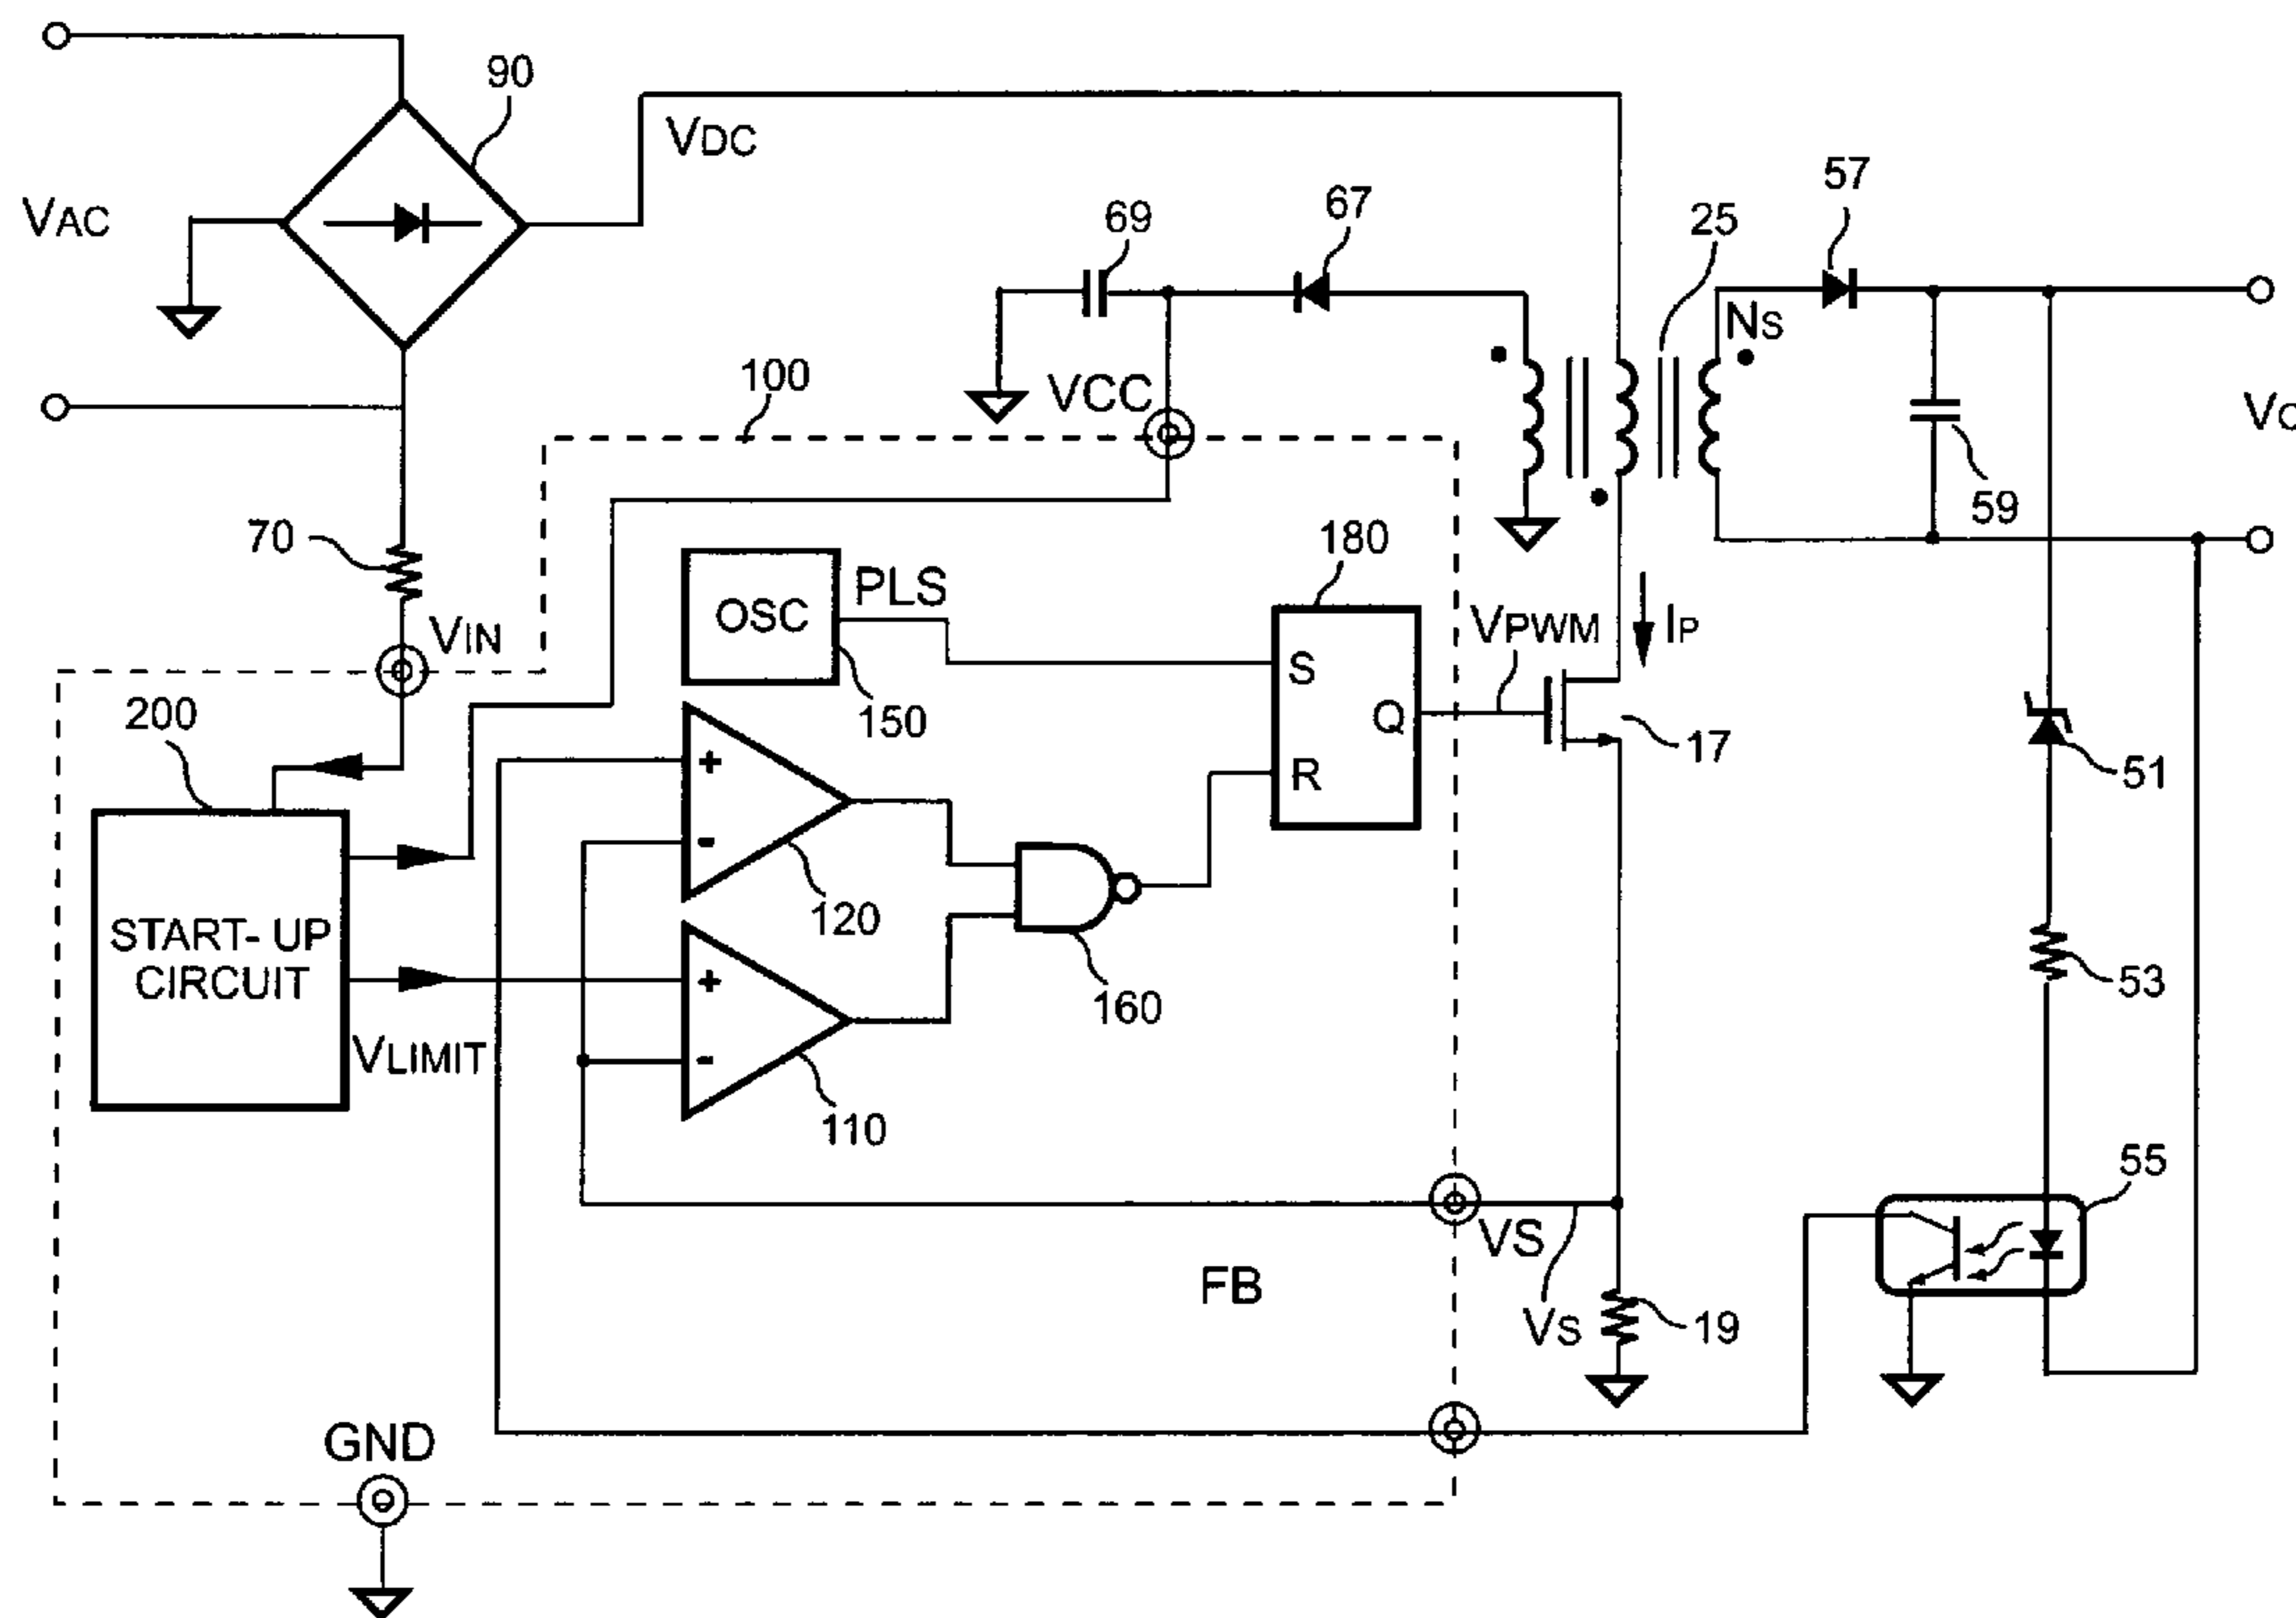 90
VDC
VAC
57
67
69
25
NS
100
VCC
VO
59
70
180
OSC
PLS
VPWM
IP
VIN
S
200
150
Q
17
+
R
51
-
120
START- UP
CIRCUIT
+
53
160
VLIMIT
-
110
55
VS
FB
VS
19
GND